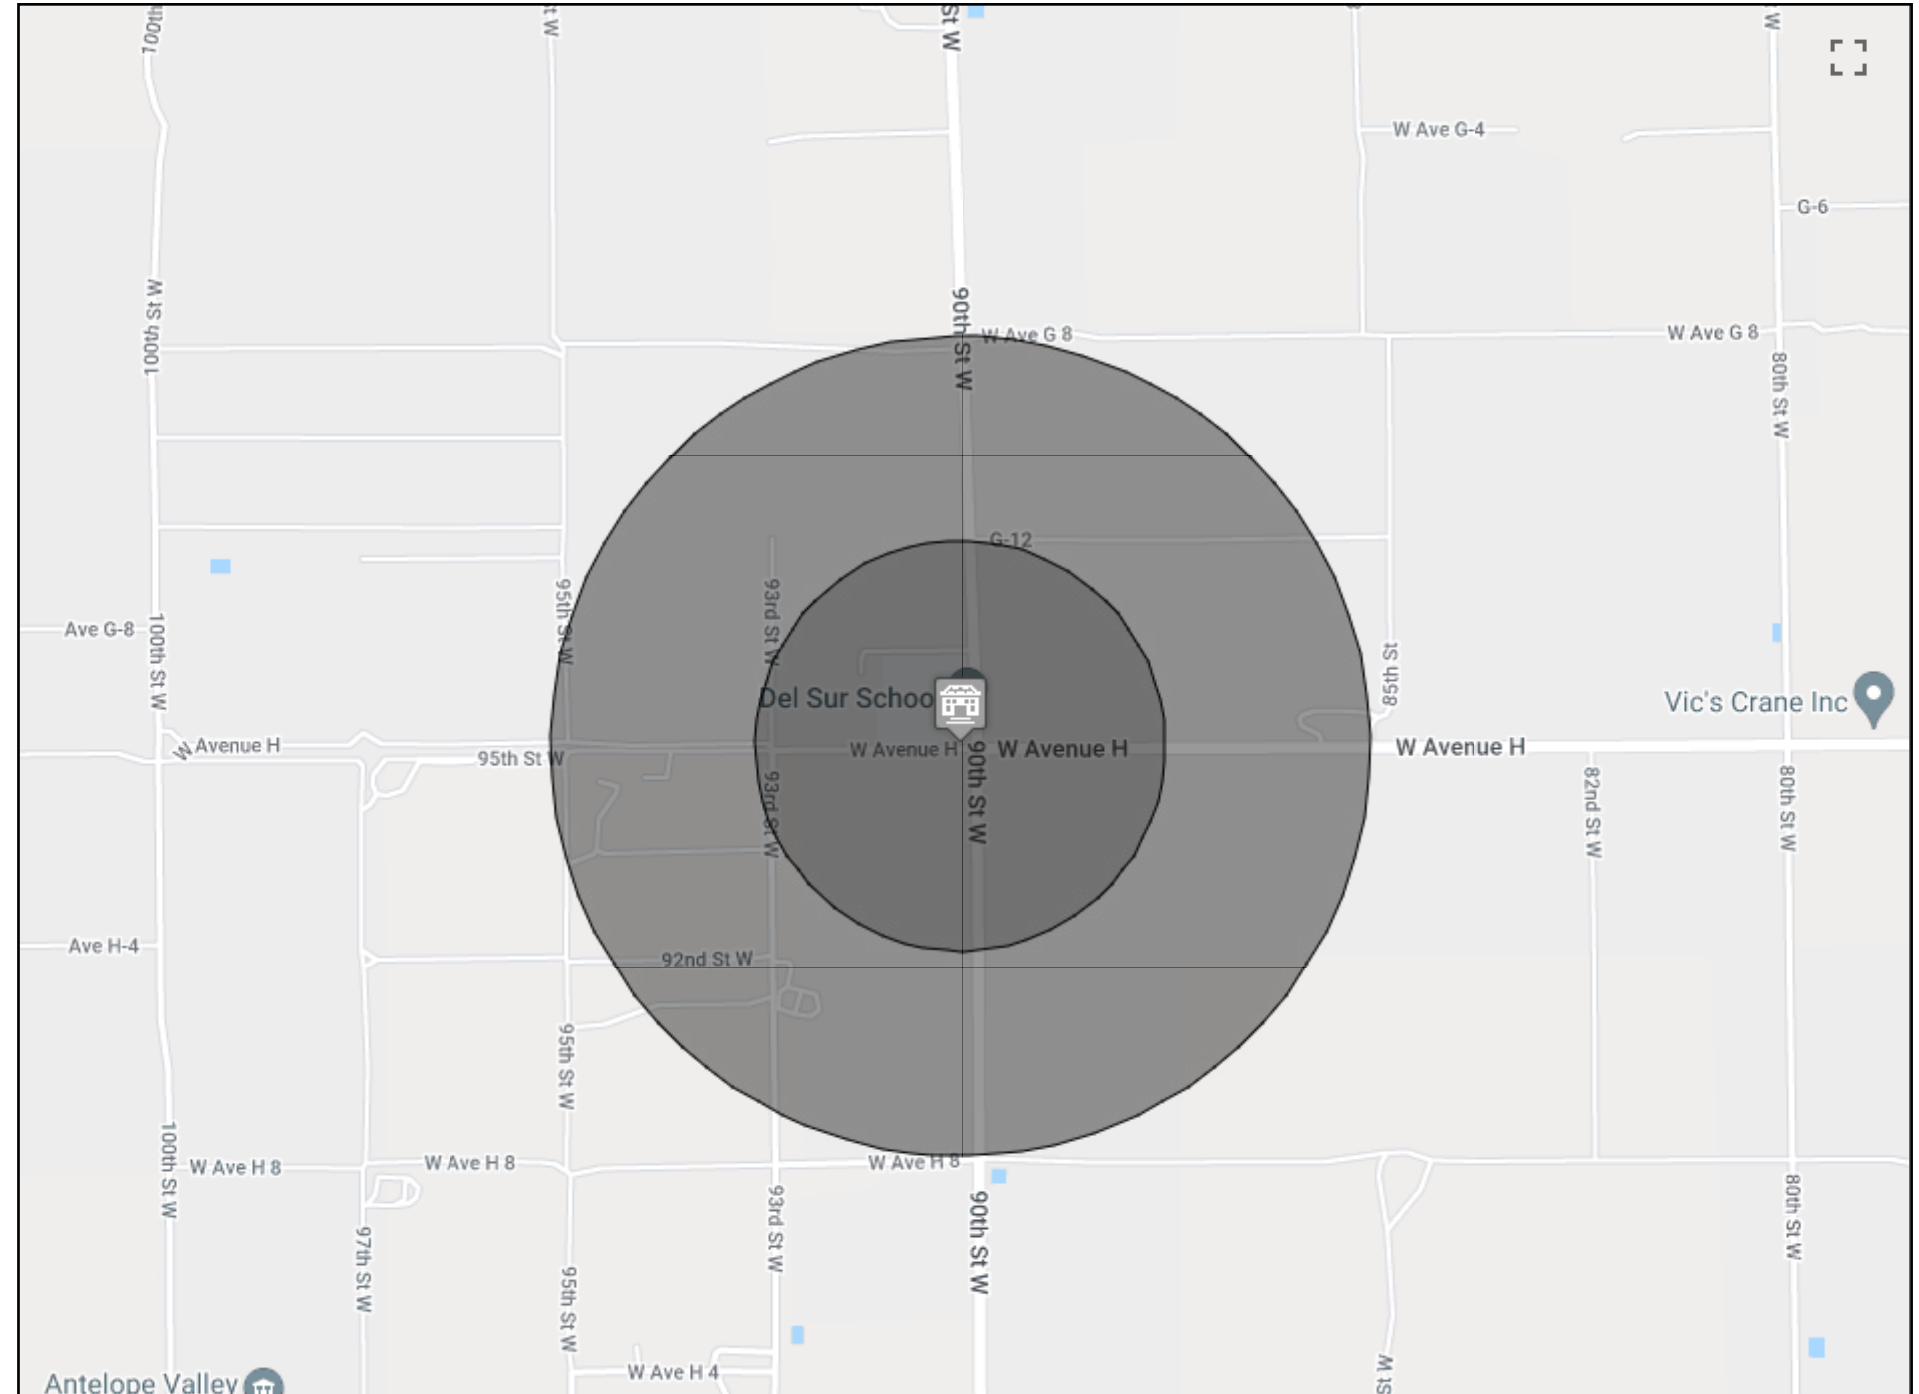 100th
St W
St W
W
W Ave G-4
G-6
100th St W
90th St W
W Ave G 8
W Ave G 8
80th St W
G-12
95th St W
93rd St W
Ave G-8
100th St W
85th St
Del Sur Schoo
Vic's Crane Inc
W Avenue H
95th St W
W Avenue H
W Avenue H
W Avenue H
90th St W
93rd St W
82nd St W
80th St W
Ave H-4
92nd St W
95th St W
100th St W
W Ave H 8
W Ave H 8
W Ave H 8
93rd St W
90th St W
80th St W
97th St W
95th St W
W Ave H 4
St W
Antelope Valley